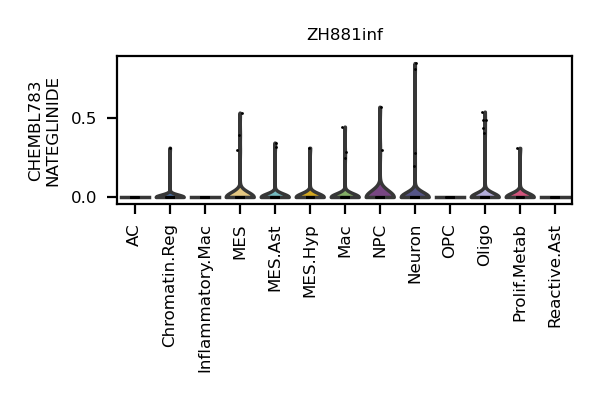 ZH881inf
CHEMBL783
NATEGLINIDE
0.5
0.0
AC
Chromatin.Reg
Inflammatory.Mac
MES
MES.Ast
MES.Hyp
Mac
NPC
Neuron
OPC
Oligo
Prolif.Metab
Reactive.Ast